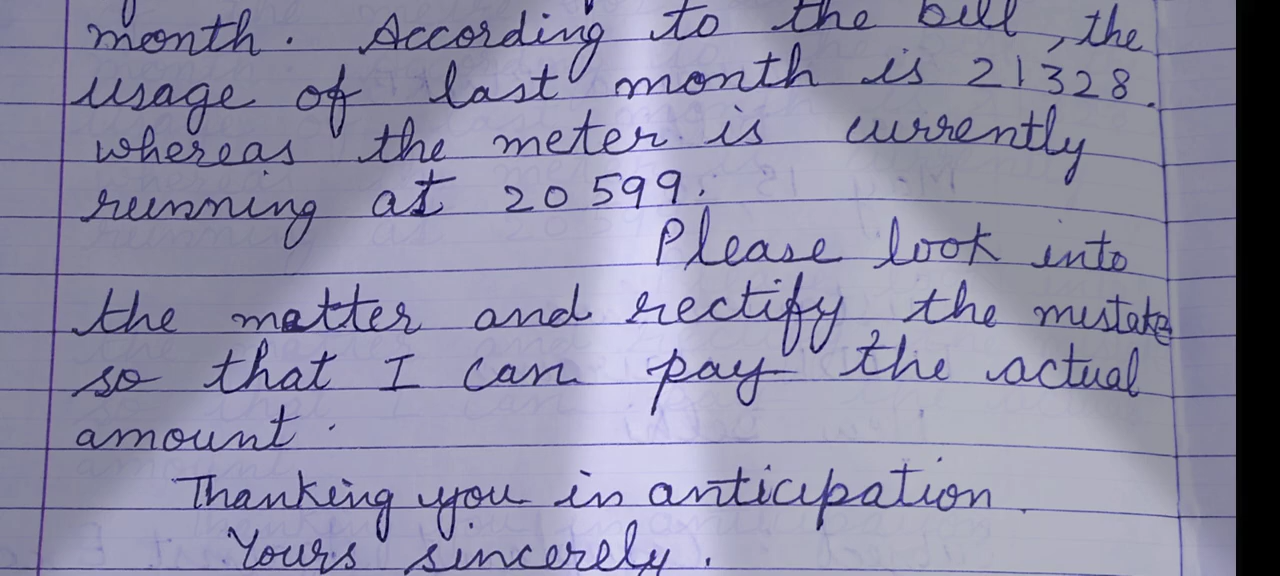 month. According to the bill, the
usage of last month is 21328.
whereas the meter is currently
running at 20599.
Please look into
the matter and rectify the mistake
so that I can pay the actual
amount.
Thanking you in anticipation.
Yours sincerely.